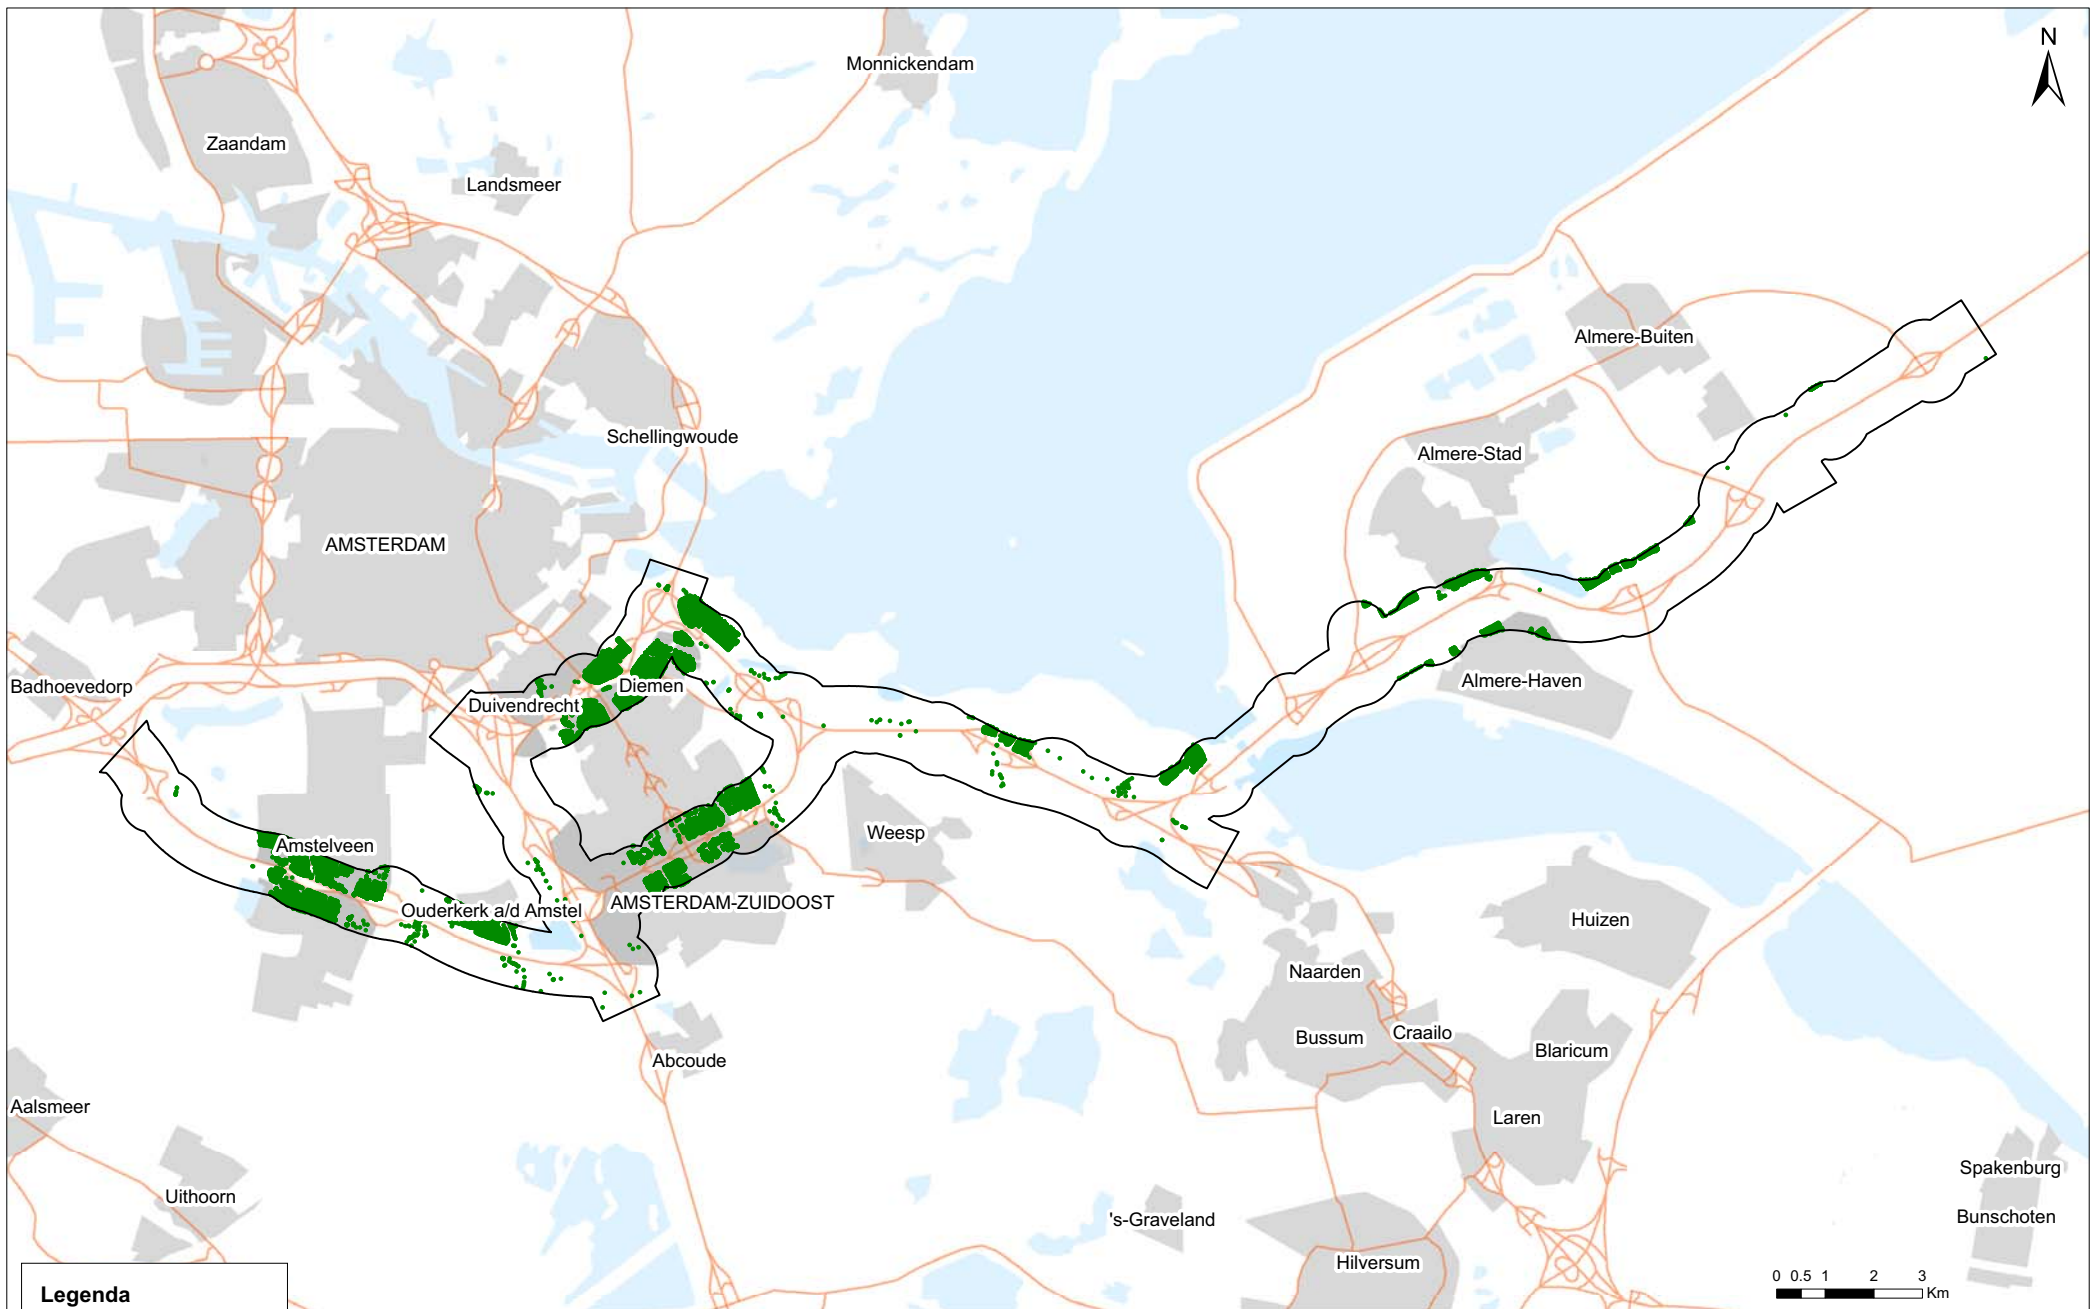 N
Monnickendam
Zaandam
Landsmeer
Almere-Buiten
Schellingwoude
Almere-Stad
AMSTERDAM
Badhoevedorp
Diemen
Duivendrecht
Almere-Haven
Weesp
Amstelveen
Ouderkerk a/d Amstel
AMSTERDAM-ZUIDOOST
Huizen
Naarden
Bussum
Craailo
Blaricum
Abcoude
Aalsmeer
Laren
Spakenburg
Uithoorn
's-Graveland
Bunschoten
Hilversum
0 0.5 1 2 3
Km
Legenda